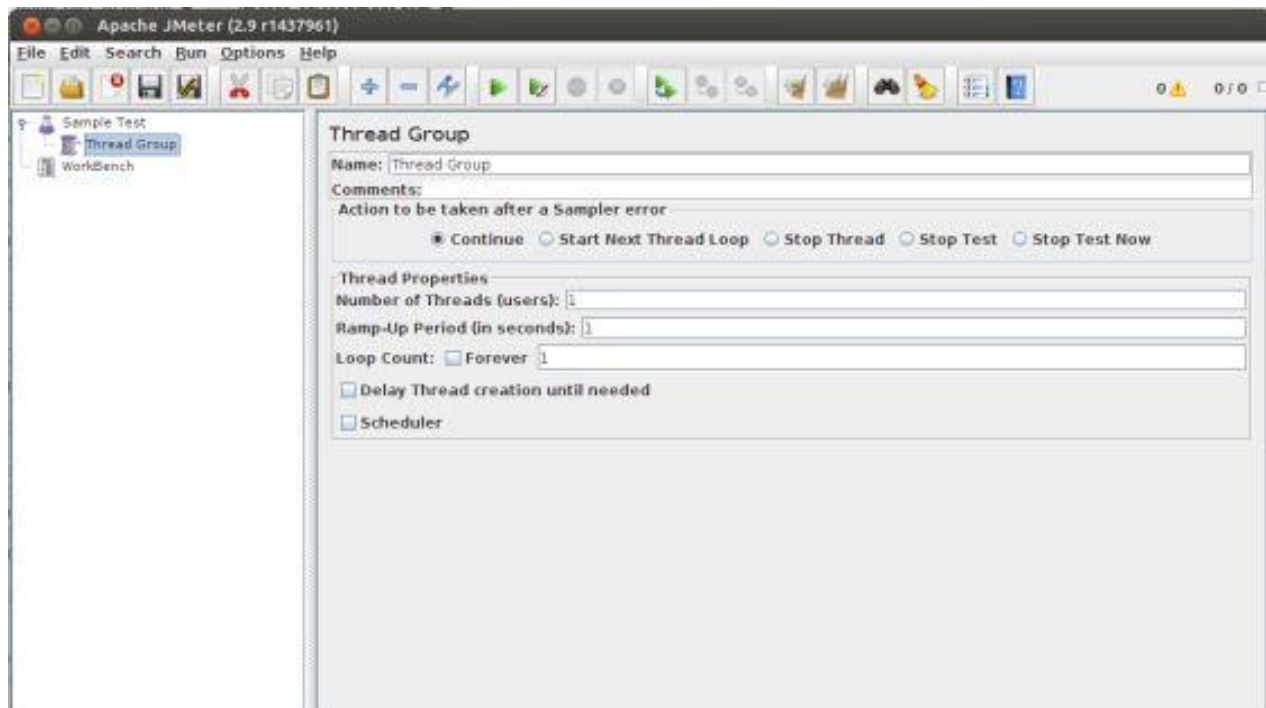 Apache JMeter (2.9 r1437961)
File Edit Search Run Options Help
0 0 / 0
Sample Test
Thread Group
WorkBench
Thread Group
Name: Thread Group
Comments:
Action to be taken after a Sampler error
Continue Start Next Thread Loop Stop Thread Stop Test Stop Test Now
Thread Properties
Number of Threads (users): 1
Ramp-Up Period (in seconds): 1
Loop Count: Forever 1
Delay Thread creation until needed
Scheduler